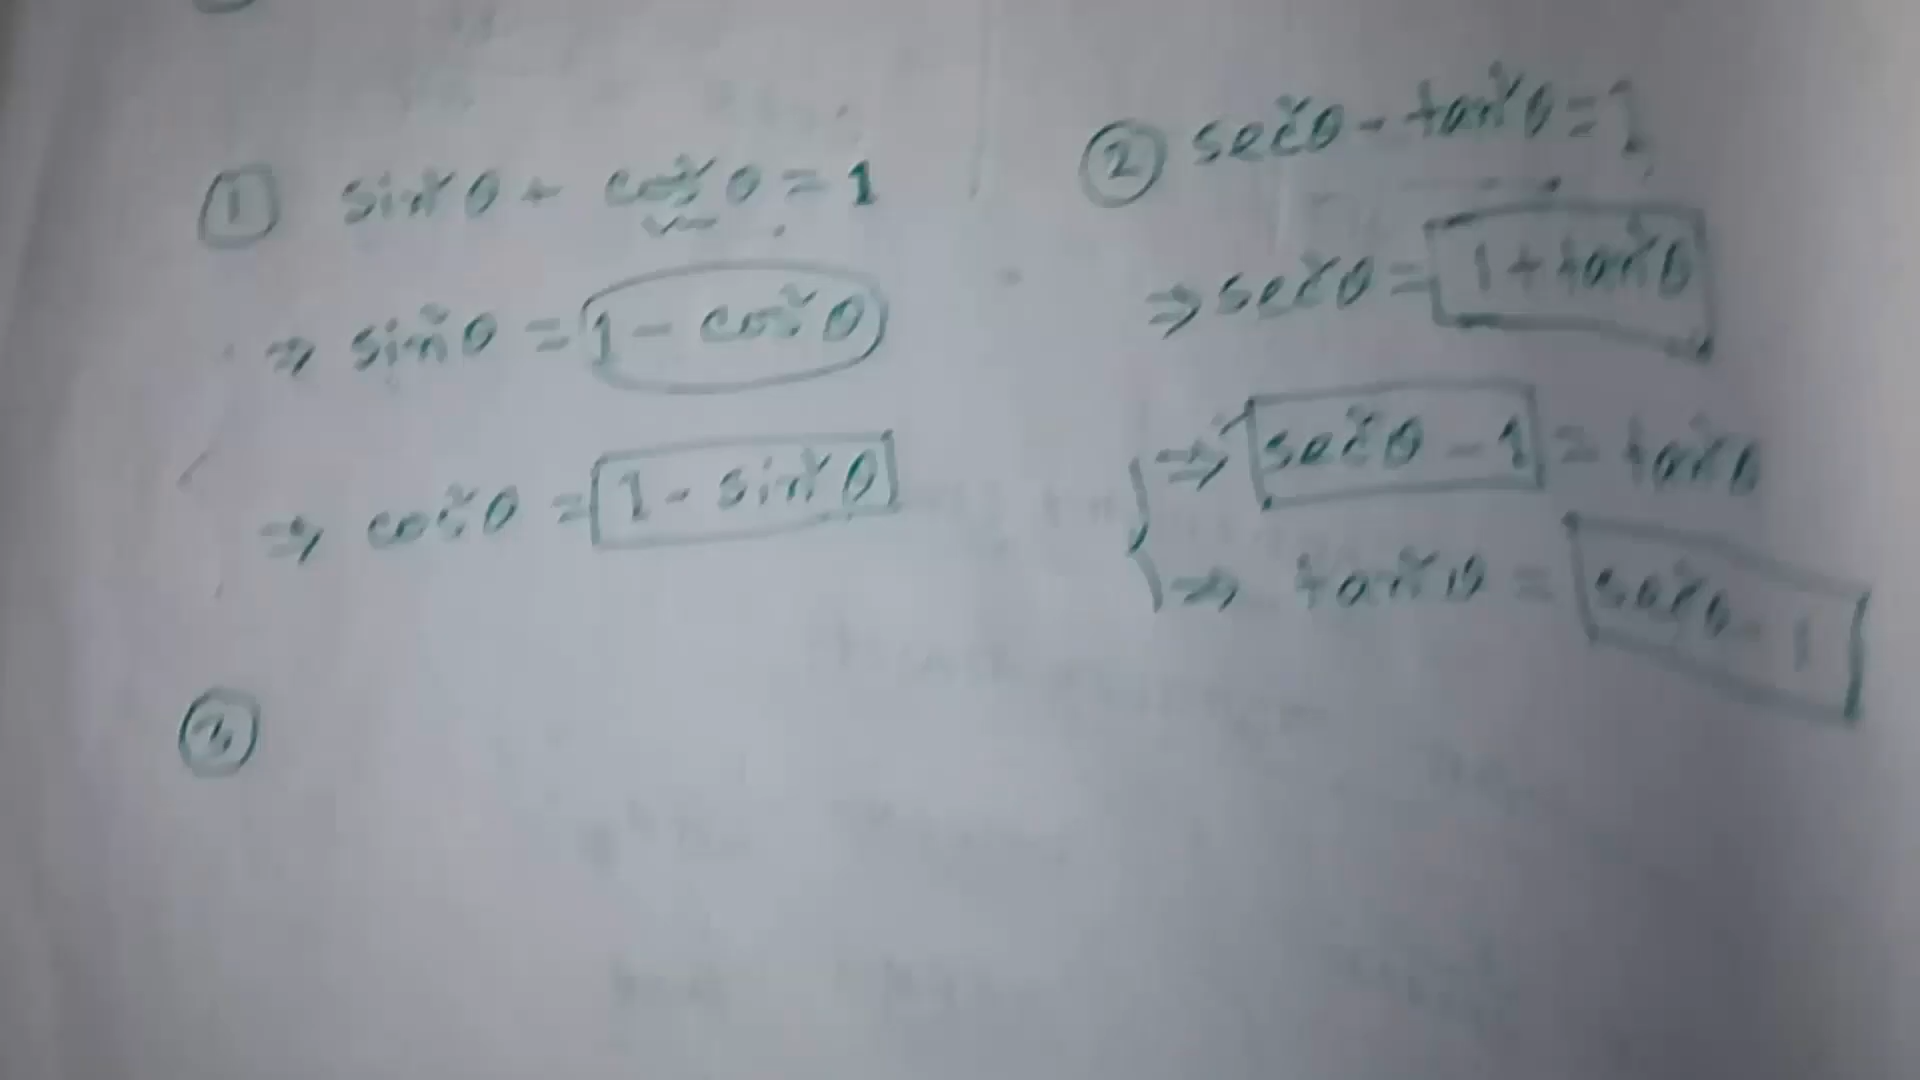 ① sin²θ + cos²θ = 1
⇒ sin²θ = 1 - cos²θ
⇒ cos²θ = 1 - sin²θ
② sec²θ - tan²θ = 1
⇒ sec²θ = 1 + tan²θ
⇒ sec²θ - 1 = tan²θ
⇒ tan²θ = sec²θ - 1
③